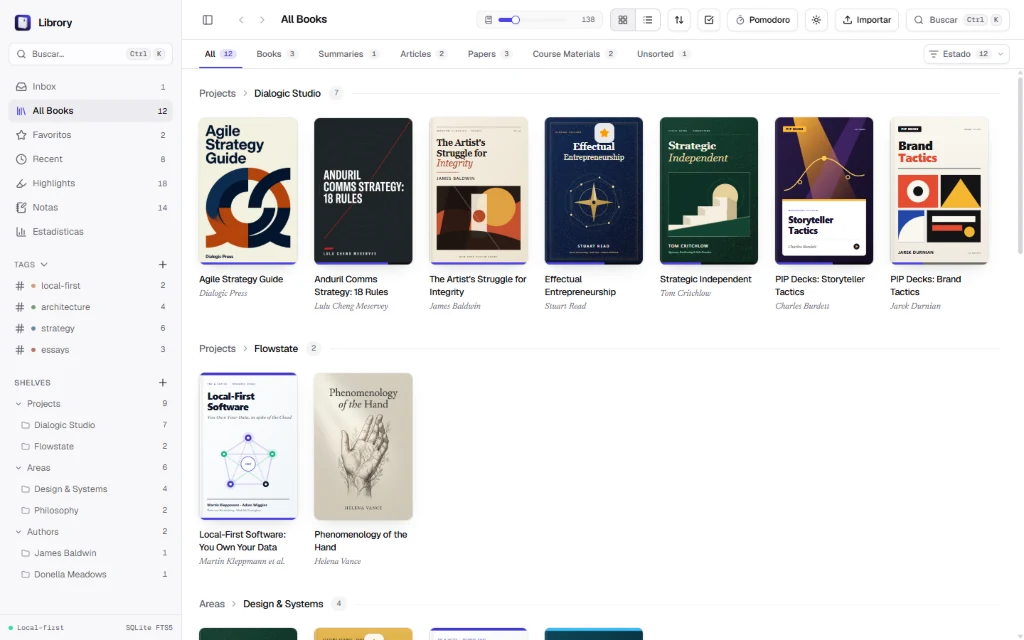 Library
All Books
138
Pomodoro
Importar
Buscar
Ctrl K
Buscar...
Ctrl K
Inbox 1
All Books 12
Favoritos 2
Recent 8
Highlights 18
Notas 14
Estadísticas
TAGS
# local-first 2
# architecture 4
# strategy 6
# essays 3
SHELVES
Projects 9
Dialogic Studio 7
Flowstate 2
Areas 6
Design & Systems 4
Philosophy 2
Authors 2
James Baldwin 1
Donella Meadows 1
Local-first
SQLite FTS5
All 12
Books 3
Summaries 1
Articles 2
Papers 3
Course Materials 2
Unsorted 1
Estado 12
Projects > Dialogic Studio 7
Agile
Strategy
Guide
Dialogic Press
Agile Strategy Guide
Dialogic Press
ANDURIL
COMMS STRATEGY:
18 RULES
LULU CHENG MESERVEY
Anduril Comms
Strategy: 18 Rules
Lulu Cheng Meservey
The Artist's
Struggle for
Integrity
JAMES BALDWIN
The Artist's Struggle for
Integrity
James Baldwin
Effectual
Entrepreneurship
STUART READ
Effectual
Entrepreneurship
Stuart Read
Strategic
Independent
TOM CRITCHLOW
Strategic Independent
Tom Critchlow
PIP DECKS
Storyteller
Tactics
Charles Burdett
PIP Decks: Storyteller
Tactics
Charles Burdett
PIP DECKS
Brand
Tactics
JAREK DURNIAN
PIP Decks: Brand
Tactics
Jarek Durnian
Projects > Flowstate 2
Local-First
Software
You Own Your Data, in spite of the Cloud
Martin Kleppmann · Adam Wiggins
Local-First Software:
You Own Your Data
Martin Kleppmann et al.
Phenomenology
of the Hand
HELENA VANCE
Phenomenology of the
Hand
Helena Vance
Areas > Design & Systems 4